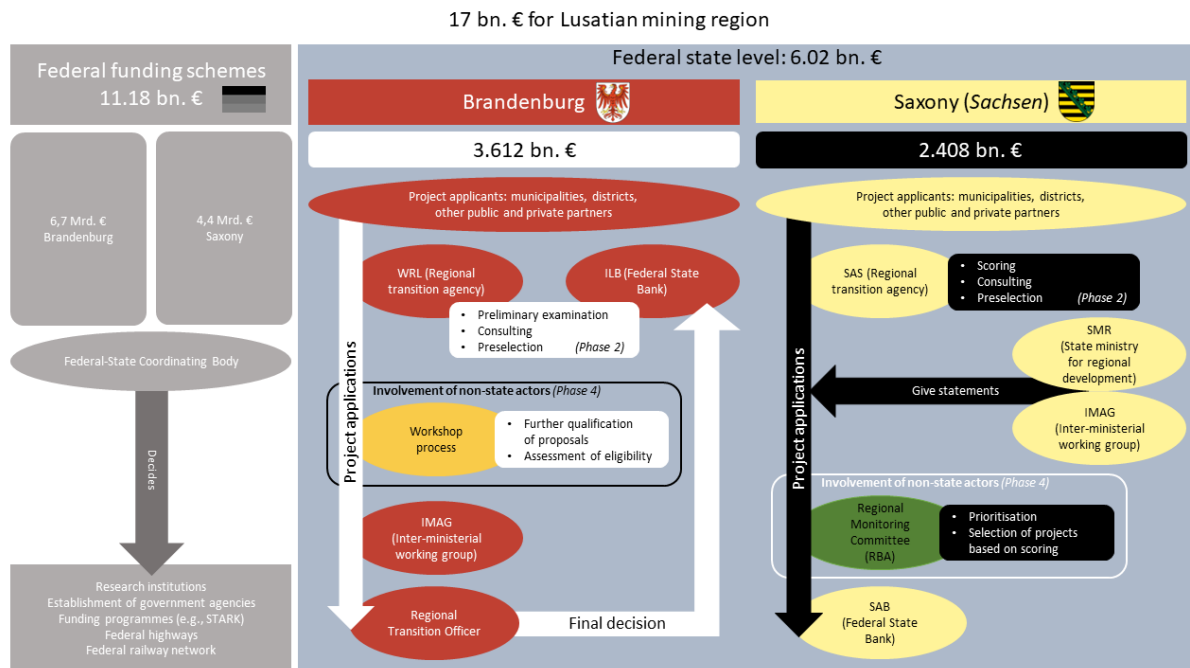 17 bn. € for Lusatian mining region
Federal funding schemes
11.18 bn. €
6,7 Mrd. €
Brandenburg
4,4 Mrd. €
Saxony
Federal-State Coordinating Body
Decides
Research institutions
Establishment of government agencies
Funding programmes (e.g., STARK)
Federal highways
Federal railway network
Federal state level: 6.02 bn. €
Brandenburg
3.612 bn. €
Project applicants: municipalities, districts,
other public and private partners
Project applications
WRL (Regional
transition agency)
ILB (Federal State
Bank)
• Preliminary examination
• Consulting
• Preselection (Phase 2)
Involvement of non-state actors (Phase 4)
Workshop
process
• Further qualification
of proposals
• Assessment of eligibility
IMAG
(Inter-ministerial
working group)
Regional
Transition Officer
Final decision
Saxony (Sachsen)
2.408 bn. €
Project applicants: municipalities, districts,
other public and private partners
Project applications
SAS (Regional
transition agency)
• Scoring
• Consulting
• Preselection (Phase 2)
SMR
(State ministry
for regional
development)
Give statements
IMAG
(Inter-ministerial
working group)
Involvement of non-state actors (Phase 4)
Regional
Monitoring
Committee
(RBA)
• Prioritisation
• Selection of projects
based on scoring
SAB
(Federal State
Bank)